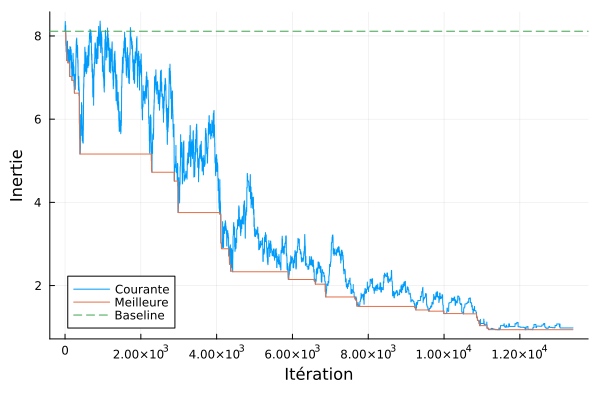 Inertie
8
6
4
2
Courante
Meilleure
Baseline
0
2.00×10³
4.00×10³
6.00×10³
8.00×10³
1.00×10⁴
1.20×10⁴
Itération